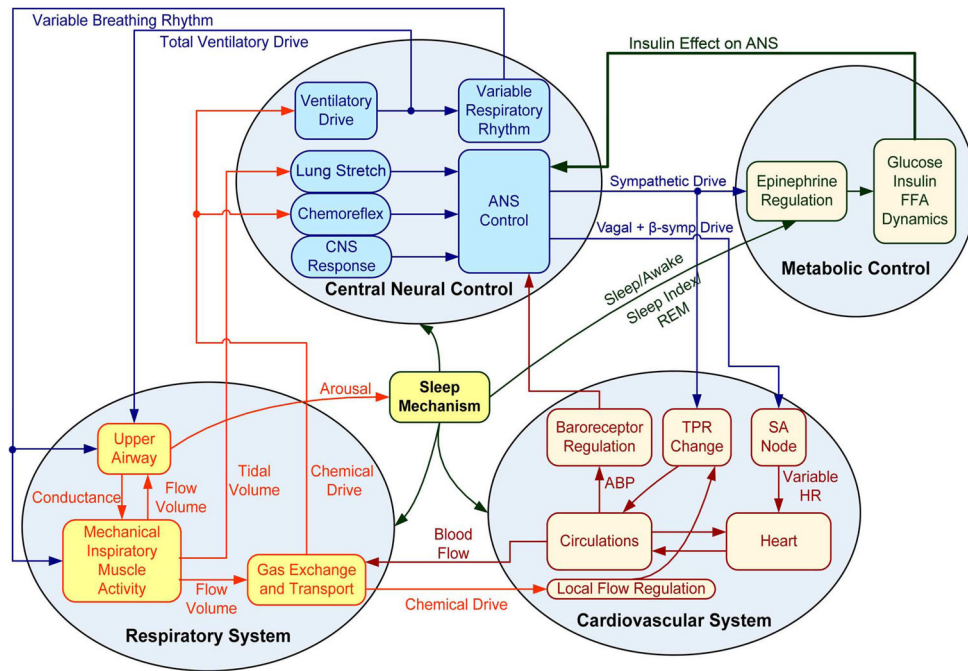 Variable Breathing Rhythm
Total Ventilatory Drive
Insulin Effect on ANS
Ventilatory
Drive
Variable
Respiratory
Rhythm
Lung Stretch
Chemoreflex
CNS
Response
ANS
Control
Central Neural Control
Sympathetic Drive
Vagal + β-symp Drive
Epinephrine
Regulation
Glucose
Insulin
FFA
Dynamics
Metabolic Control
Sleep/Awake
Sleep Index/
REM
Arousal
Sleep
Mechanism
Upper
Airway
Conductance
Flow
Volume
Tidal
Volume
Chemical
Drive
Mechanical
Inspiratory
Muscle
Activity
Flow
Volume
Gas Exchange
and Transport
Respiratory System
Blood
Flow
Chemical Drive
Baroreceptor
Regulation
TPR
Change
SA
Node
ABP
Variable
HR
Circulations
Heart
Local Flow Regulation
Cardiovascular System